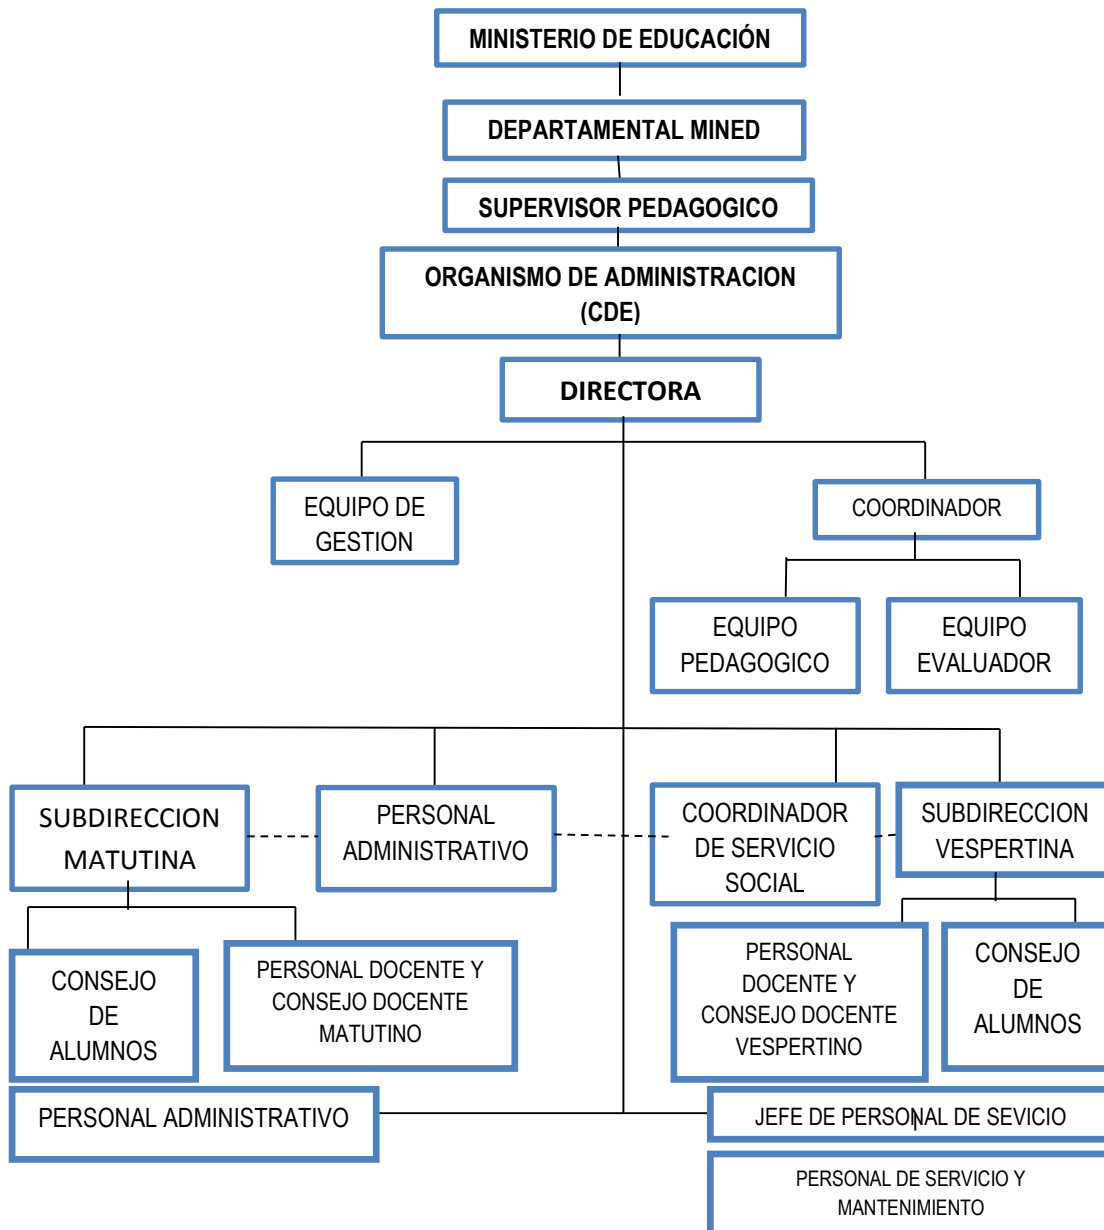 MINISTERIO DE EDUCACIÓN
DEPARTAMENTAL MINED
SUPERVISOR PEDAGOGICO
ORGANISMO DE ADMINISTRACION
(CDE)
DIRECTORA
EQUIPO DE
GESTION
COORDINADOR
EQUIPO
PEDAGOGICO
EQUIPO
EVALUADOR
SUBDIRECCION
MATUTINA
PERSONAL
ADMINISTRATIVO
COORDINADOR
DE SERVICIO
SOCIAL
SUBDIRECCION
VESPERTINA
CONSEJO
DE
ALUMNOS
PERSONAL DOCENTE Y
CONSEJO DOCENTE
MATUTINO
PERSONAL
DOCENTE Y
CONSEJO DOCENTE
VESPERTINO
CONSEJO
DE
ALUMNOS
PERSONAL ADMINISTRATIVO
JEFE DE PERSONAL DE SEVICIO
PERSONAL DE SERVICIO Y
MANTENIMIENTO